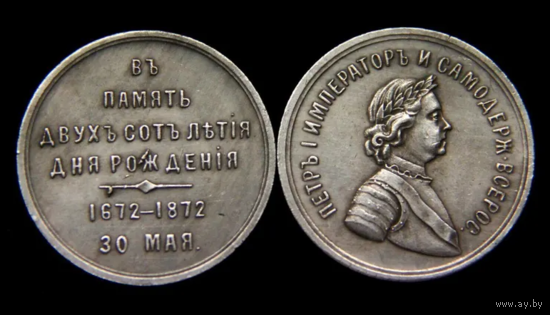 ВЪ
ПАМЯТЬ
ДВУХЪ СОТЪ ЛѢТІЯ
ДНЯ РОЖДЕНІЯ
1672-1872
30 МАЯ.
ПЕТРЪ I ИМПЕРАТОРЪ И САМОДЕРЖ. ВСЕРОС.
www.ay.by